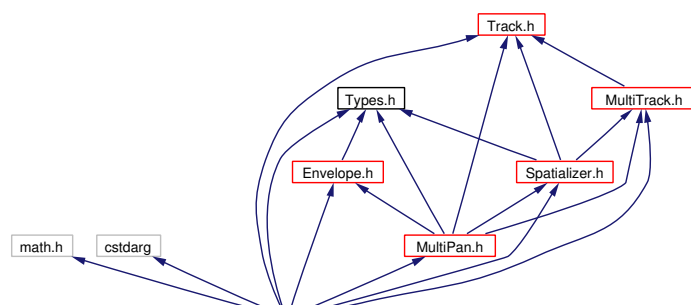 Track.h
Types.h
MultiTrack.h
Envelope.h
Spatializer.h
math.h
cstdarg
MultiPan.h